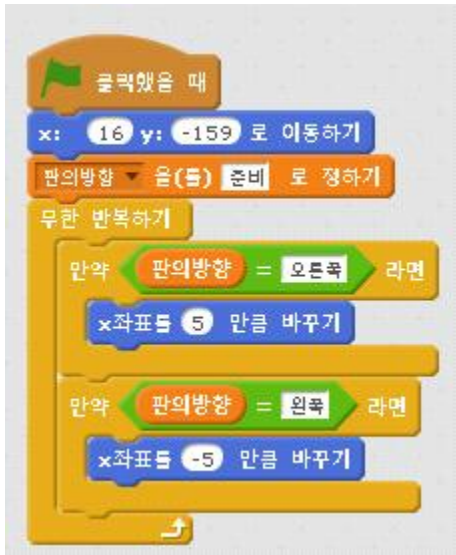 클릭했을 때
x: 16 y: -159 로 이동하기
판의방향 을(를) 준비 로 정하기
무한 반복하기
만약 판의방향 = 오른쪽 라면
x좌표를 5 만큼 바꾸기
만약 판의방향 = 왼쪽 라면
x좌표를 -5 만큼 바꾸기